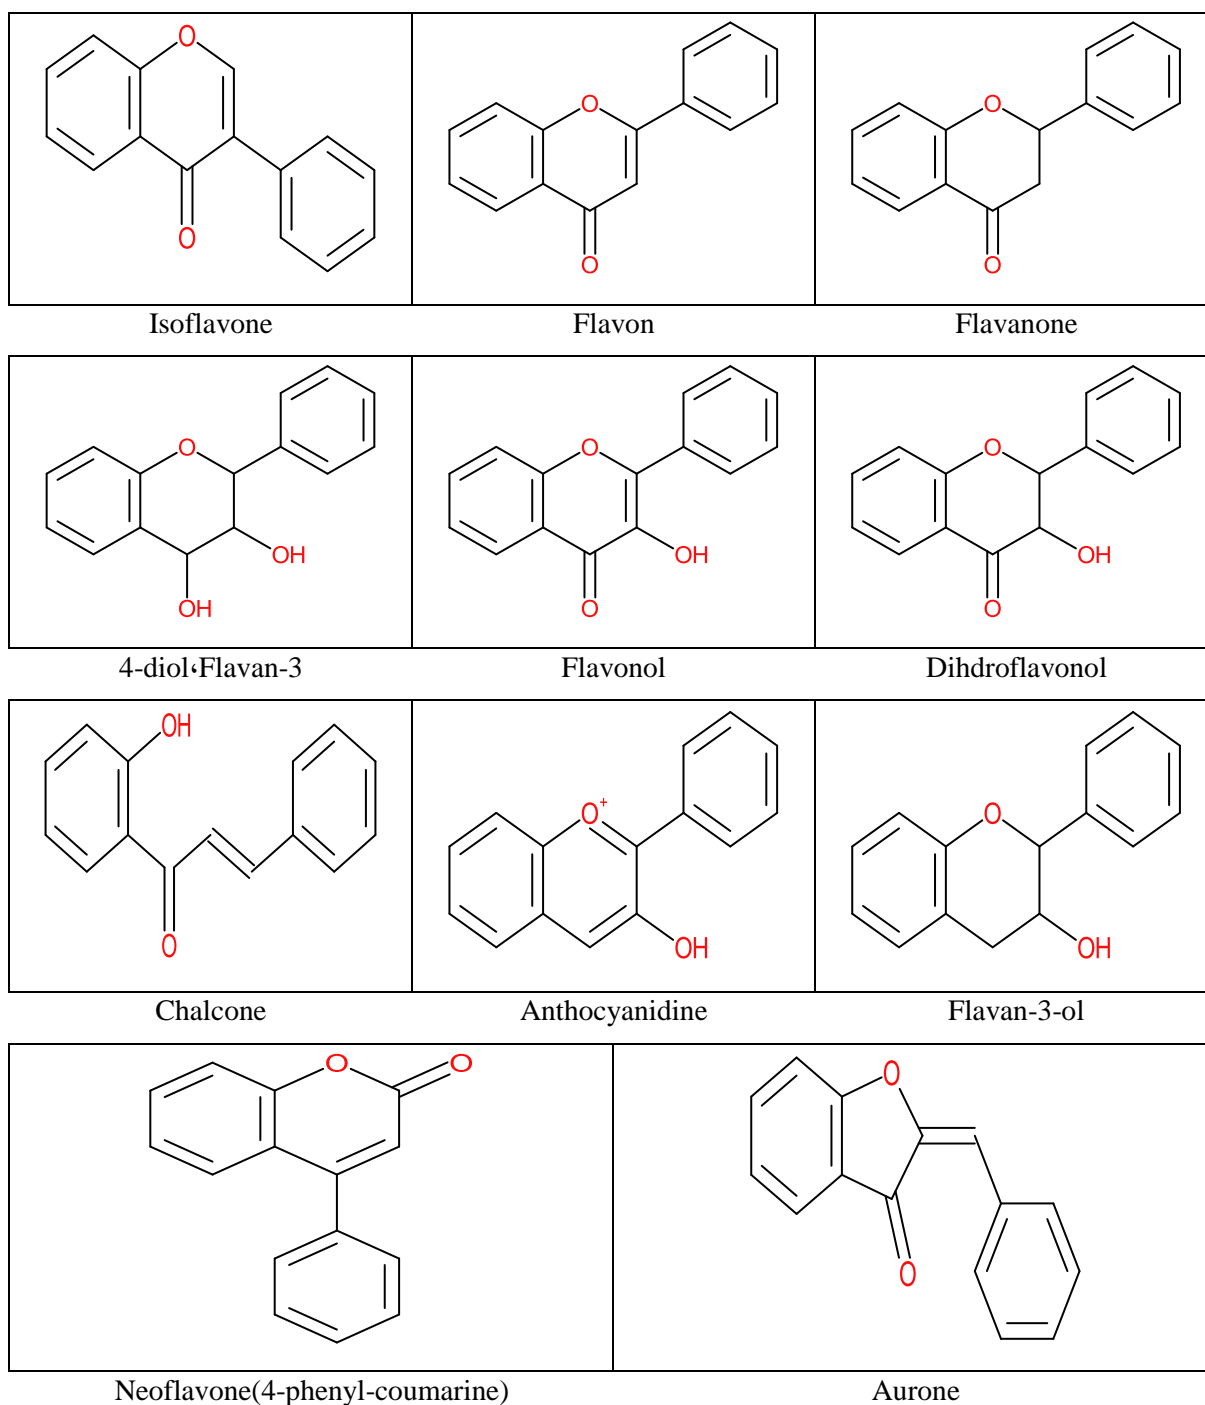 O
O
O
O
O
O
Isoflavone Flavon Flavanone
O
O
O
OH
OH
OH
OH
O
O
4-diol،Flavan-3 Flavonol Dihdroflavonol
OH
O+
O
O
OH
OH
Chalcone Anthocyanidine Flavan-3-ol
O
O
O
O
Neoflavone(4-phenyl-coumarine) Aurone